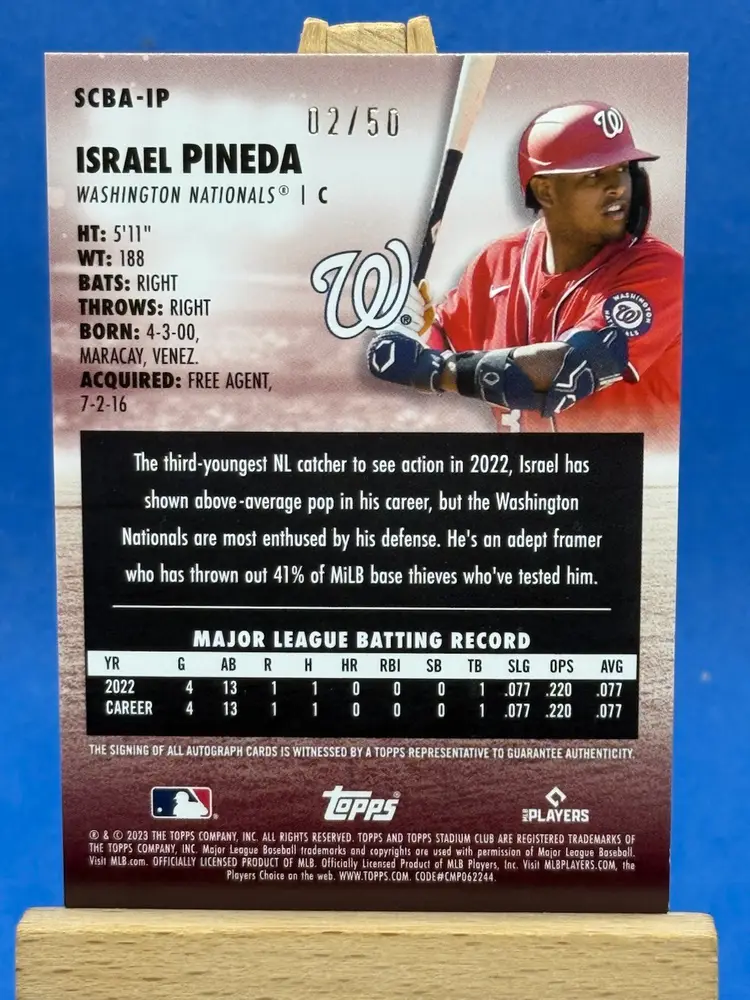 SCBA-IP
02/50
ISRAEL PINEDA
WASHINGTON NATIONALS® | C
HT: 5'11"
WT: 188
BATS: RIGHT
THROWS: RIGHT
BORN: 4-3-00,
MARACAY, VENEZ.
ACQUIRED: FREE AGENT,
7-2-16
W
W®
WASHINGTON
NATIONALS
W
3
The third-youngest NL catcher to see action in 2022, Israel has
shown above-average pop in his career, but the Washington
Nationals are most enthused by his defense. He's an adept framer
who has thrown out 41% of MiLB base thieves who've tested him.
MAJOR LEAGUE BATTING RECORD
YR G AB R H HR RBI SB TB SLG OPS AVG
2022 4 13 1 1 0 0 0 1 .077 .220 .077
CAREER 4 13 1 1 0 0 0 1 .077 .220 .077
THE SIGNING OF ALL AUTOGRAPH CARDS IS WITNESSED BY A TOPPS REPRESENTATIVE TO GUARANTEE AUTHENTICITY.
topps®
MLB PLAYERS
® & © 2023 THE TOPPS COMPANY, INC. ALL RIGHTS RESERVED. TOPPS AND TOPPS STADIUM CLUB ARE REGISTERED TRADEMARKS OF
THE TOPPS COMPANY, INC. Major League Baseball trademarks and copyrights are used with permission of Major League Baseball.
Visit MLB.com. OFFICIALLY LICENSED PRODUCT OF MLB. Officially Licensed Product of MLB Players, Inc. Visit MLBPLAYERS.COM, the
Players Choice on the web. WWW.TOPPS.COM. CODE#CMP062244.